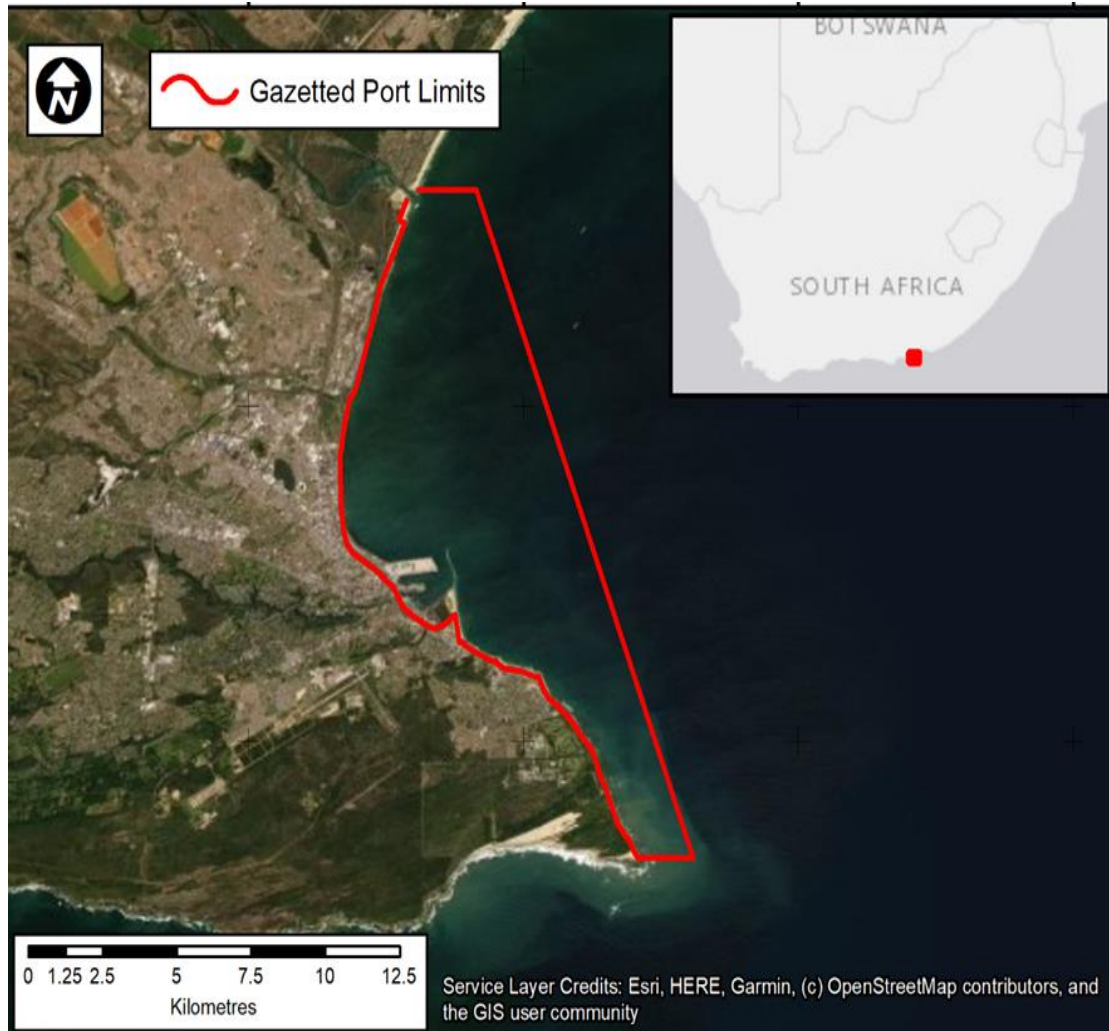 N
Gazetted Port Limits
BOTSWANA
SOUTH AFRICA
0 1.25 2.5 5 7.5 10 12.5
Kilometres
Service Layer Credits: Esri, HERE, Garmin, (c) OpenStreetMap contributors, and
the GIS user community